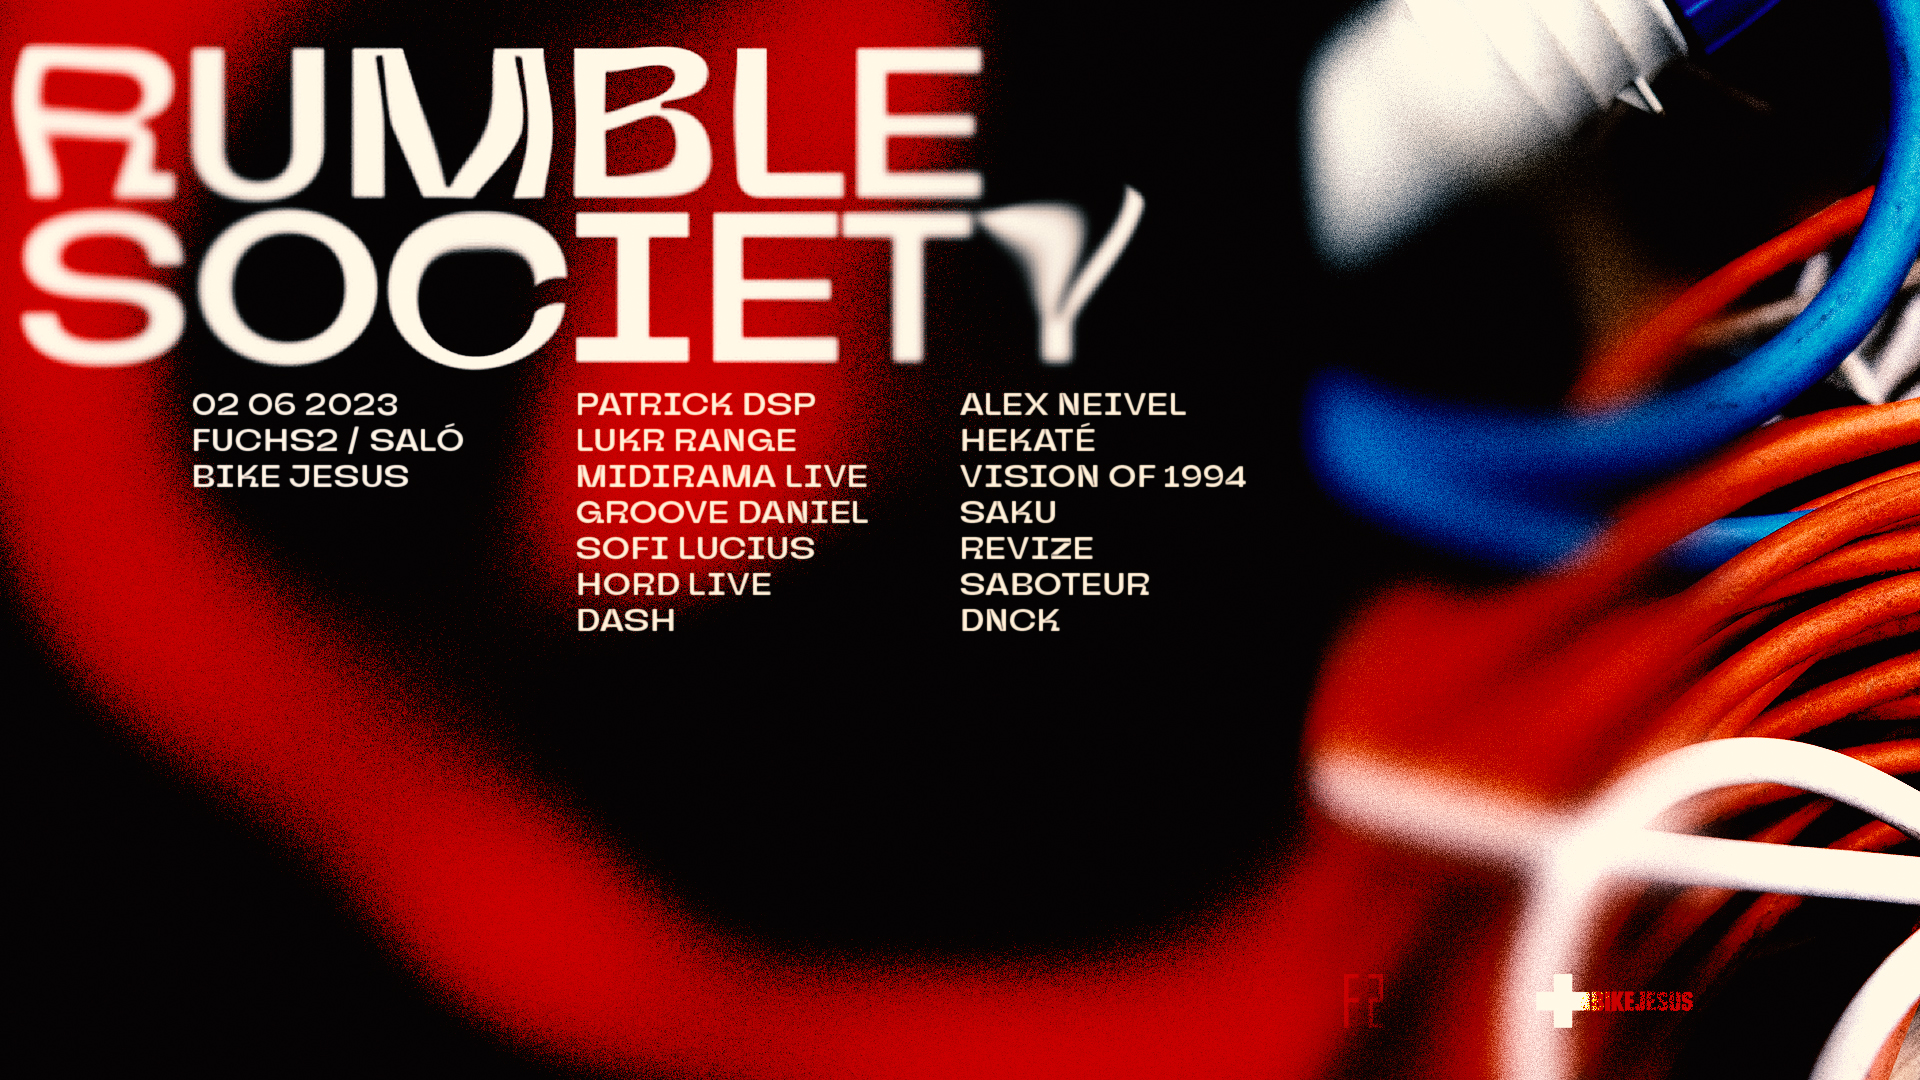 RUMBLE
SOCIETY
02 06 2023
FUCHS2 / SALÓ
BIKE JESUS
PATRICK DSP
LUKR RANGE
MIDIRAMA LIVE
GROOVE DANIEL
SOFI LUCIUS
HORD LIVE
DASH
ALEX NEIVEL
HEKATÉ
VISION OF 1994
SAKU
REVIZE
SABOTEUR
DNCK
F2
BIKEJESUS